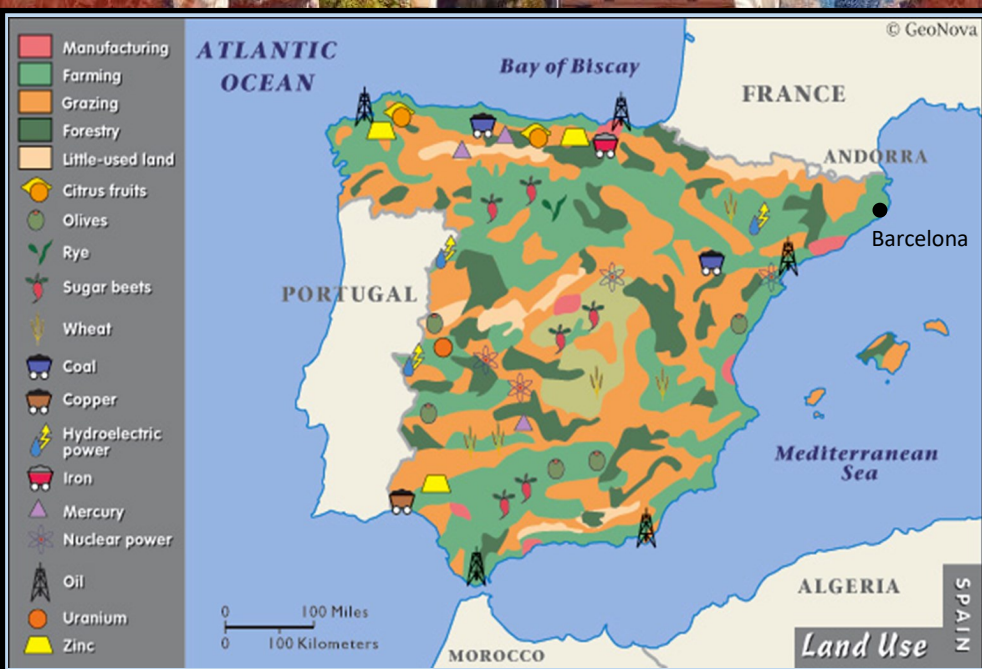 Manufacturing
Farming
Grazing
Forestry
Little-used land
Citrus fruits
Olives
Rye
Sugar beets
Wheat
Coal
Copper
Hydroelectric
power
Iron
Mercury
Nuclear power
Oil
Uranium
Zinc
© GeoNova
ATLANTIC
OCEAN
Bay of Biscay
FRANCE
ANDORRA
Barcelona
PORTUGAL
Mediterranean
Sea
ALGERIA
MOROCCO
0 100 Miles
0 100 Kilometers
Land Use
SPAIN